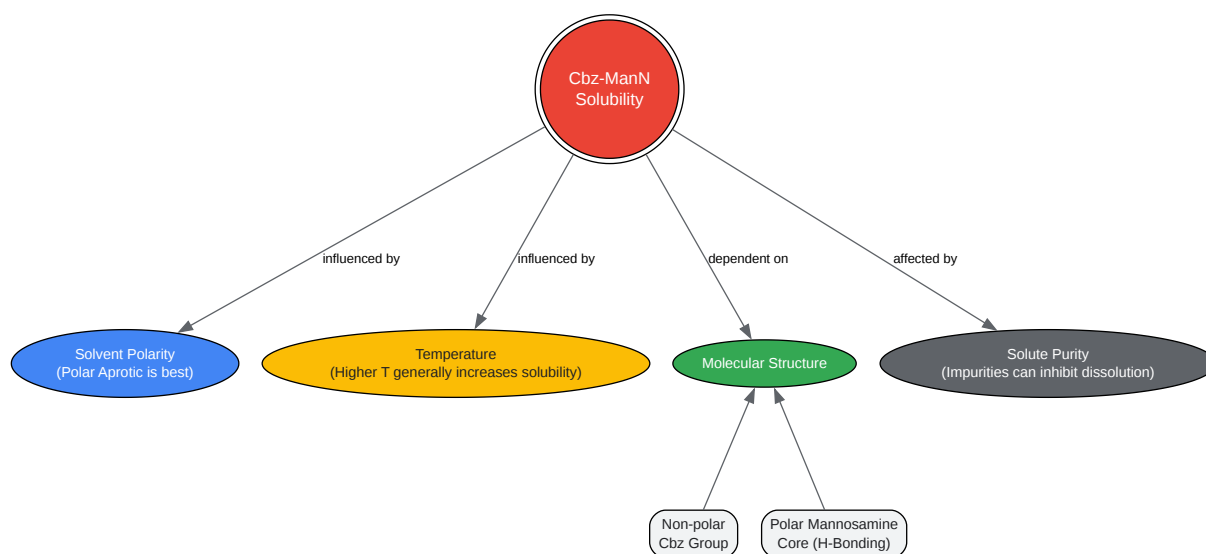 Cbz-ManN
Solubility
influenced by
influenced by
dependent on
affected by
Solvent Polarity
(Polar Aprotic is best)
Temperature
(Higher T generally increases solubility)
Molecular Structure
Solute Purity
(Impurities can inhibit dissolution)
Non-polar
Cbz Group
Polar Mannosamine
Core (H-Bonding)